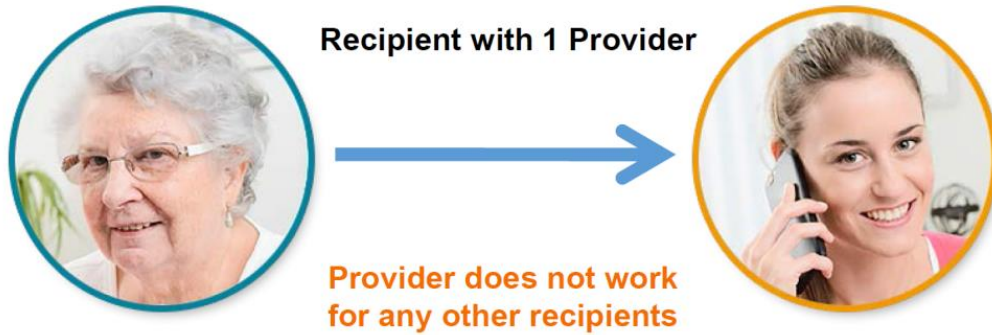 Recipient with 1 Provider
Provider does not work
for any other recipients